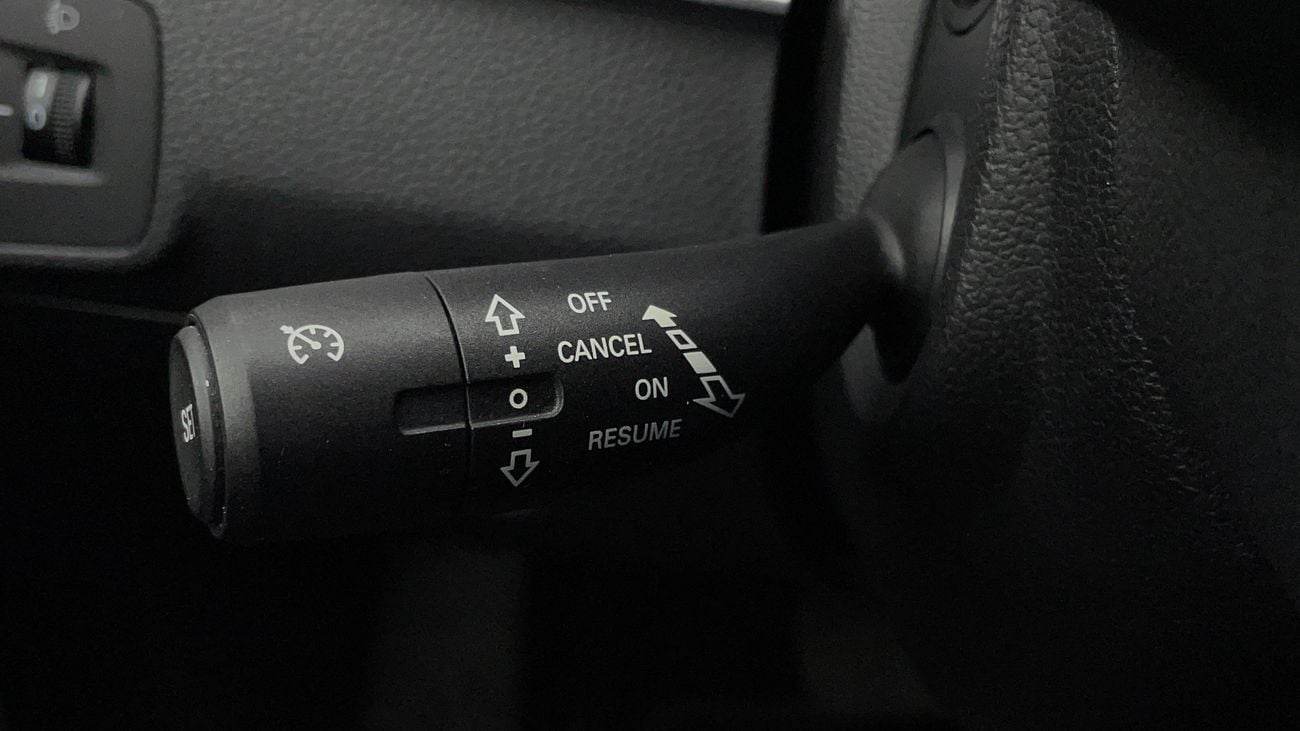 SET
+
OFF
CANCEL
O
ON
−
RESUME